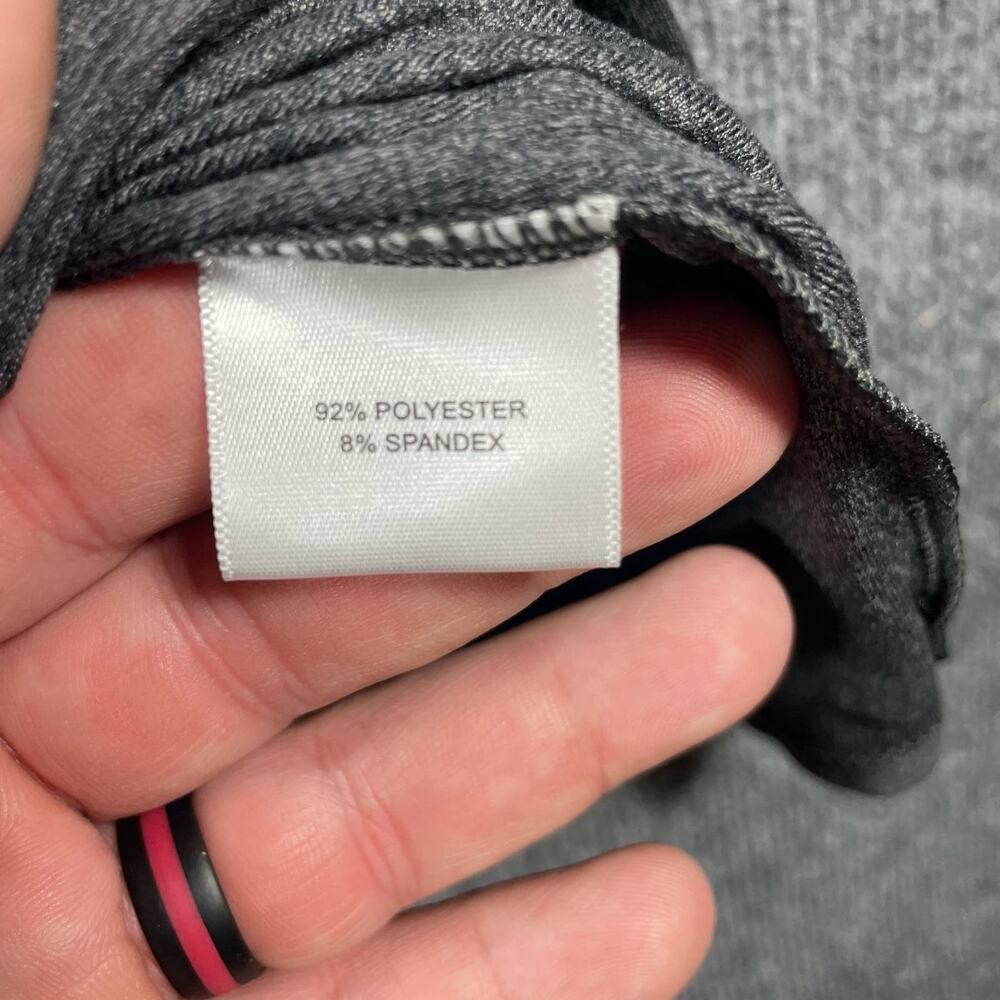 92% POLYESTER
8% SPANDEX